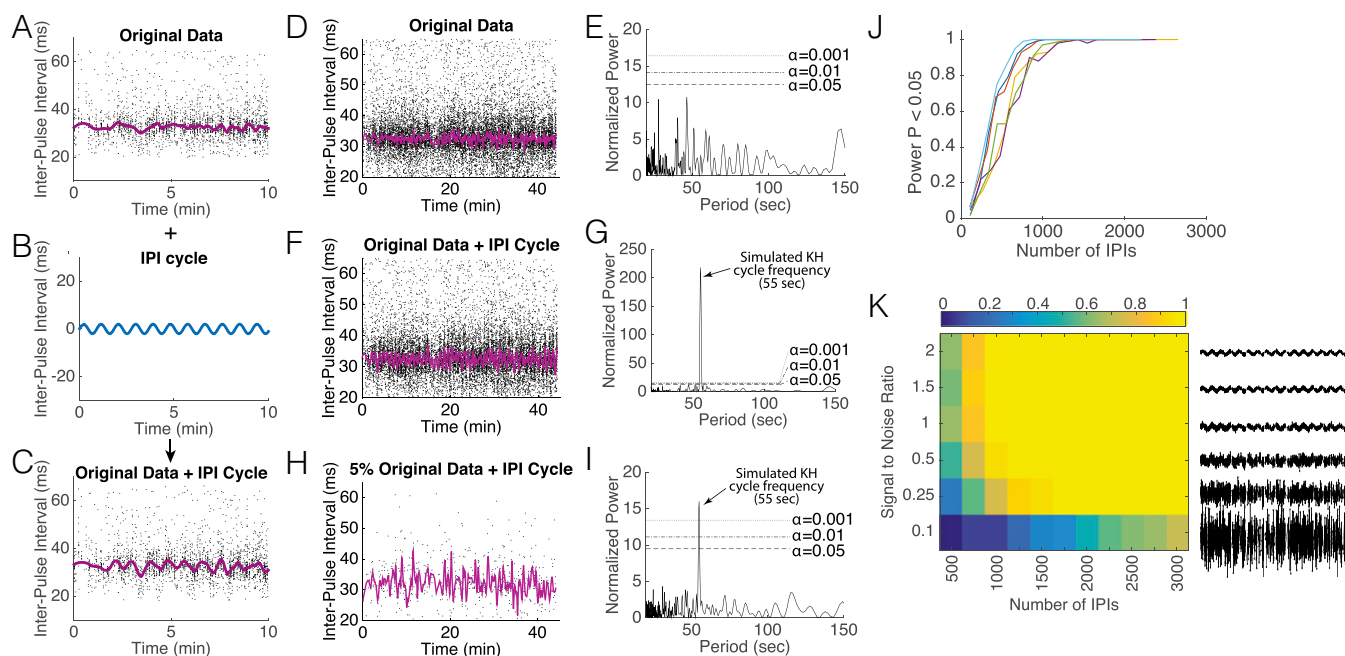 A
Original Data
Inter-Pulse Interval (ms)
60
40
20
0
5
10
Time (min)
+
B
IPI cycle
Inter-Pulse Interval (ms)
20
0
-20
0
5
10
Time (min)
C
Original Data + IPI Cycle
Inter-Pulse Interval (ms)
60
40
20
0
5
10
Time (min)
D
Original Data
Inter-Pulse Interval (ms)
60
50
40
30
20
0
20
40
Time (min)
E
Normalized Power
20
15
10
5
0
α=0.001
α=0.01
α=0.05
50
100
150
Period (sec)
F
Original Data + IPI Cycle
Inter-Pulse Interval (ms)
60
50
40
30
20
0
20
40
Time (min)
G
Normalized Power
250
200
150
100
50
0
Simulated KH
cycle frequency
(55 sec)
α=0.001
α=0.01
α=0.05
50
100
150
Period (sec)
H
5% Original Data + IPI Cycle
Inter-Pulse Interval (ms)
60
50
40
30
20
0
20
40
Time (min)
I
Normalized Power
20
15
10
5
0
Simulated KH
cycle frequency
(55 sec)
α=0.001
α=0.01
α=0.05
50
100
150
Period (sec)
J
Power P < 0.05
1
0.8
0.6
0.4
0.2
0
0
1000
2000
3000
Number of IPIs
K
0
0.2
0.4
0.6
0.8
1
Signal to Noise Ratio
2
1.5
1
0.5
0.25
0.1
500
1000
1500
2000
2500
3000
Number of IPIs